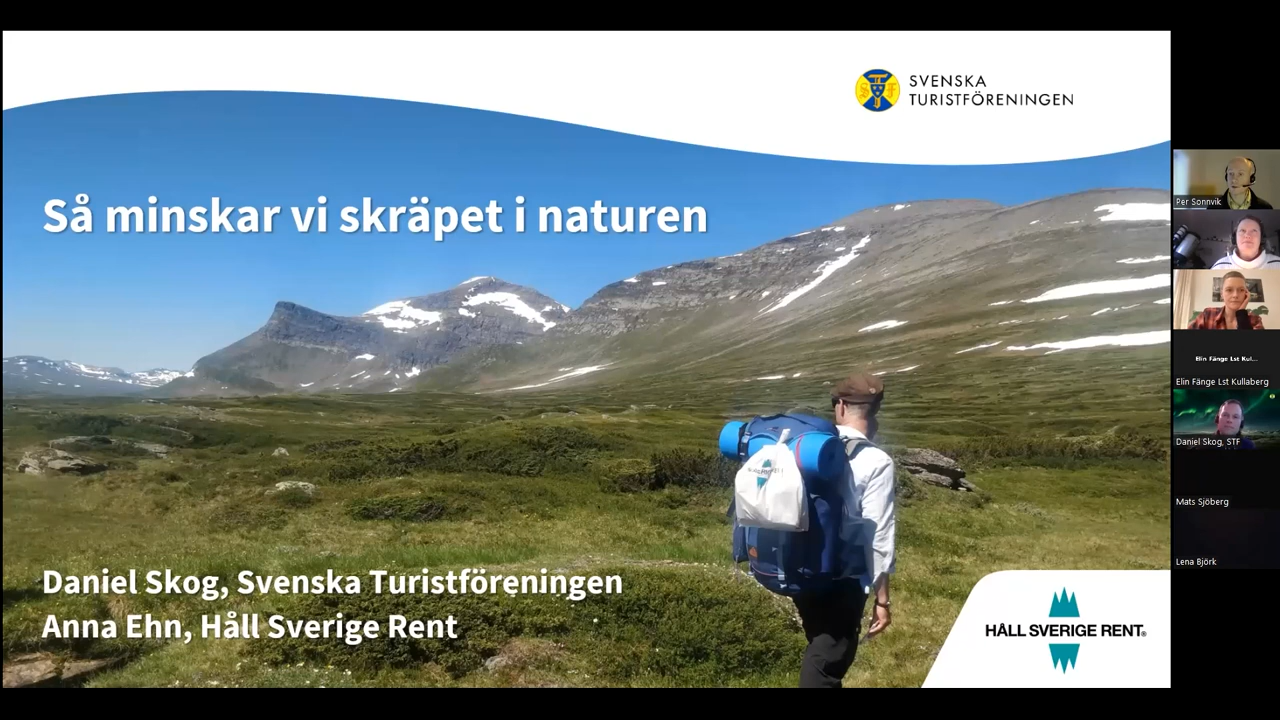 SVENSKA
TURISTFÖRENINGEN
Så minskar vi skräpet i naturen
Daniel Skog, Svenska Turistföreningen
Anna Ehn, Håll Sverige Rent
HÅLL SVERIGE RENT®
Per Sonnvik
Elin Fänge Lst Kul...
Elin Fänge Lst Kullaberg
Daniel Skog, STF
Mats Sjöberg
Lena Björk